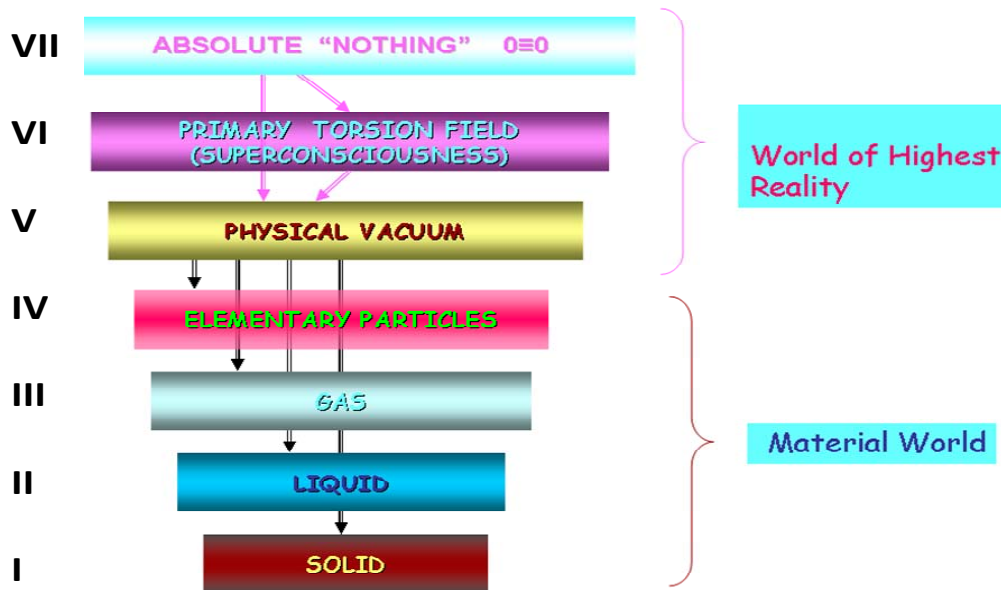 VII
ABSOLUTE "NOTHING" 0≡0
VI
PRIMARY TORSION FIELD
(SUPERCONSCIOUSNESS)
World of Highest
Reality
V
PHYSICAL VACUUM
IV
ELEMENTARY PARTICLES
III
GAS
Material World
II
LIQUID
I
SOLID